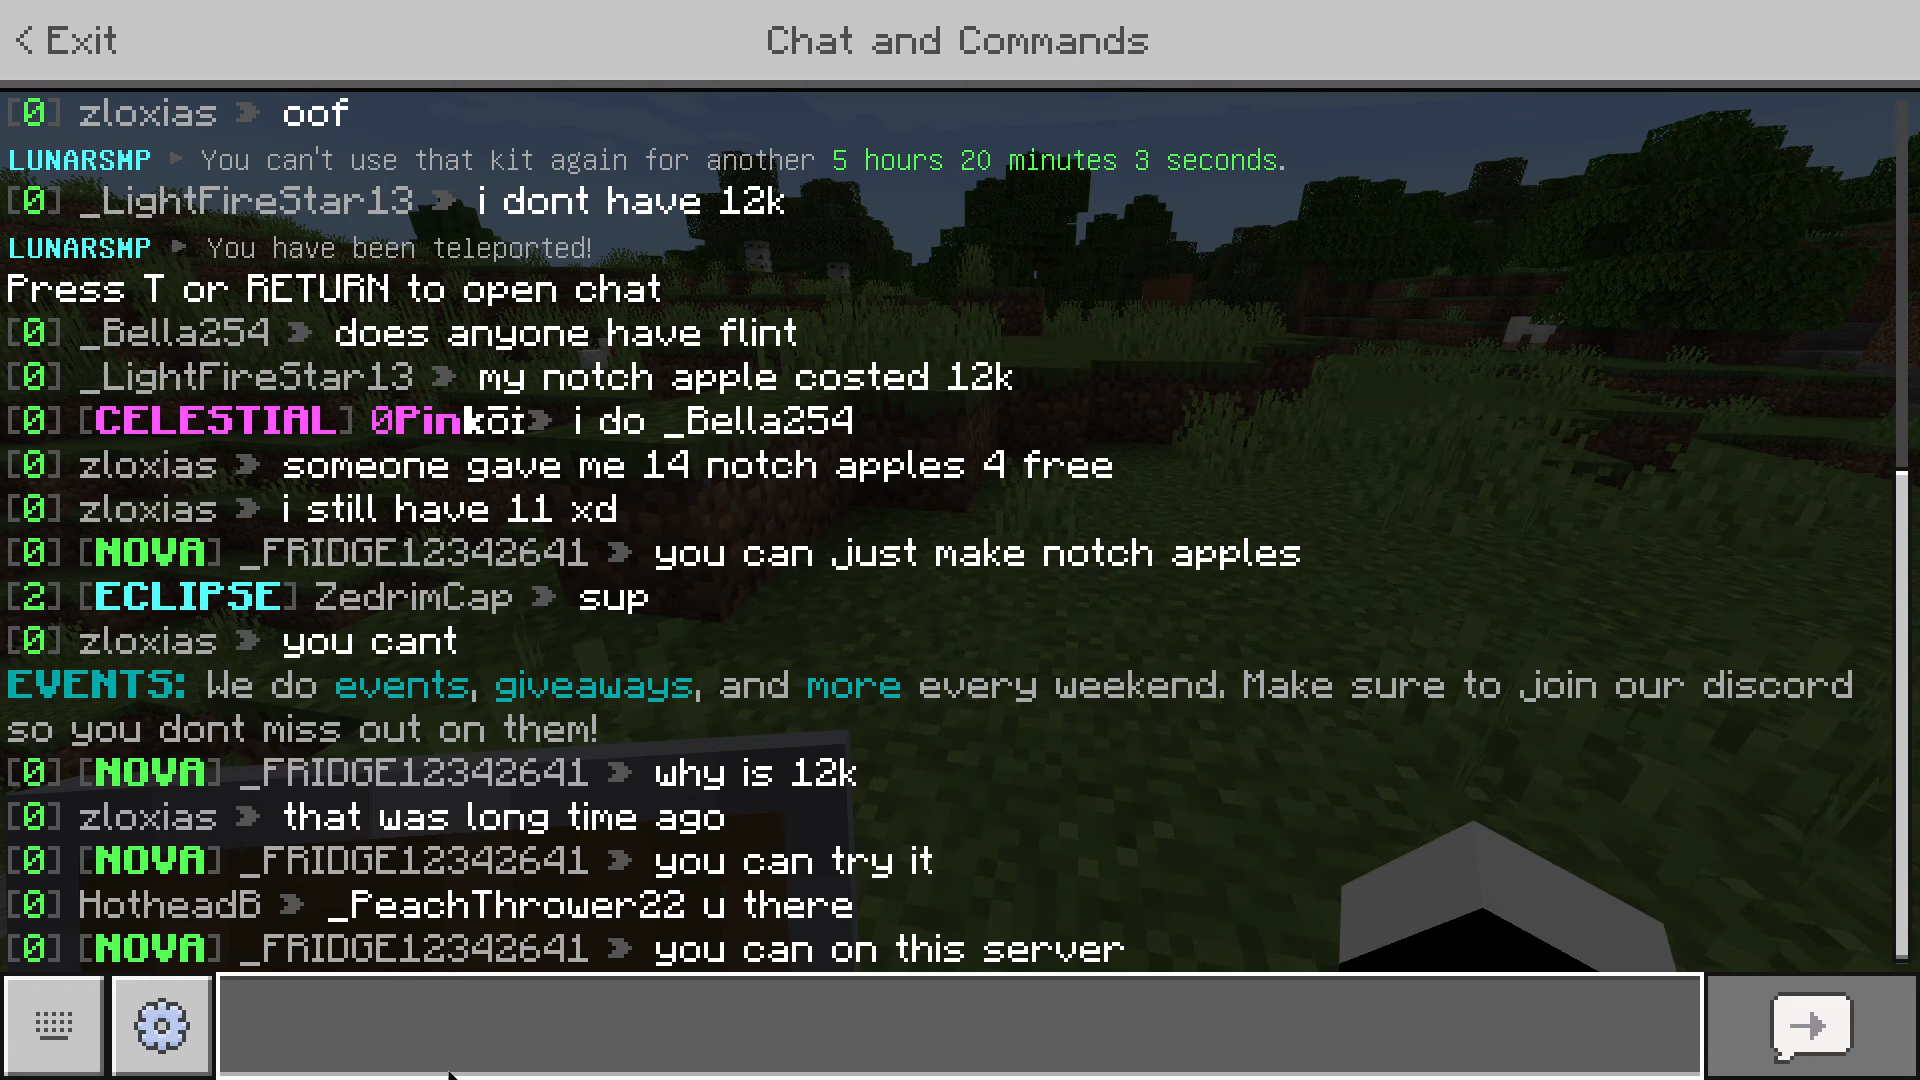 < Exit
Chat and Commands
[0] zloxias > oof
LUNARSMP > You can't use that kit again for another 5 hours 20 minutes 3 seconds.
[0] _LightFireStar13 > i dont have 12k
LUNARSMP > You have been teleported!
Press T or RETURN to open chat
[0] _Bella254 > does anyone have flint
[0] _LightFireStar13 > my notch apple costed 12k
[0] [CELESTIAL] 0Pinkōi > i do _Bella254
[0] zloxias > someone gave me 14 notch apples 4 free
[0] zloxias > i still have 11 xd
[0] [NOVA] _FRIDGE12342641 > you can just make notch apples
[2] [ECLIPSE] ZedrimCap > sup
[0] zloxias > you cant
EVENTS: We do events, giveaways, and more every weekend. Make sure to join our discord
so you dont miss out on them!
[0] [NOVA] _FRIDGE12342641 > why is 12k
[0] zloxias > that was long time ago
[0] [NOVA] _FRIDGE12342641 > you can try it
[0] HotheadB > _PeachThrower22 u there
[0] [NOVA] _FRIDGE12342641 > you can on this server